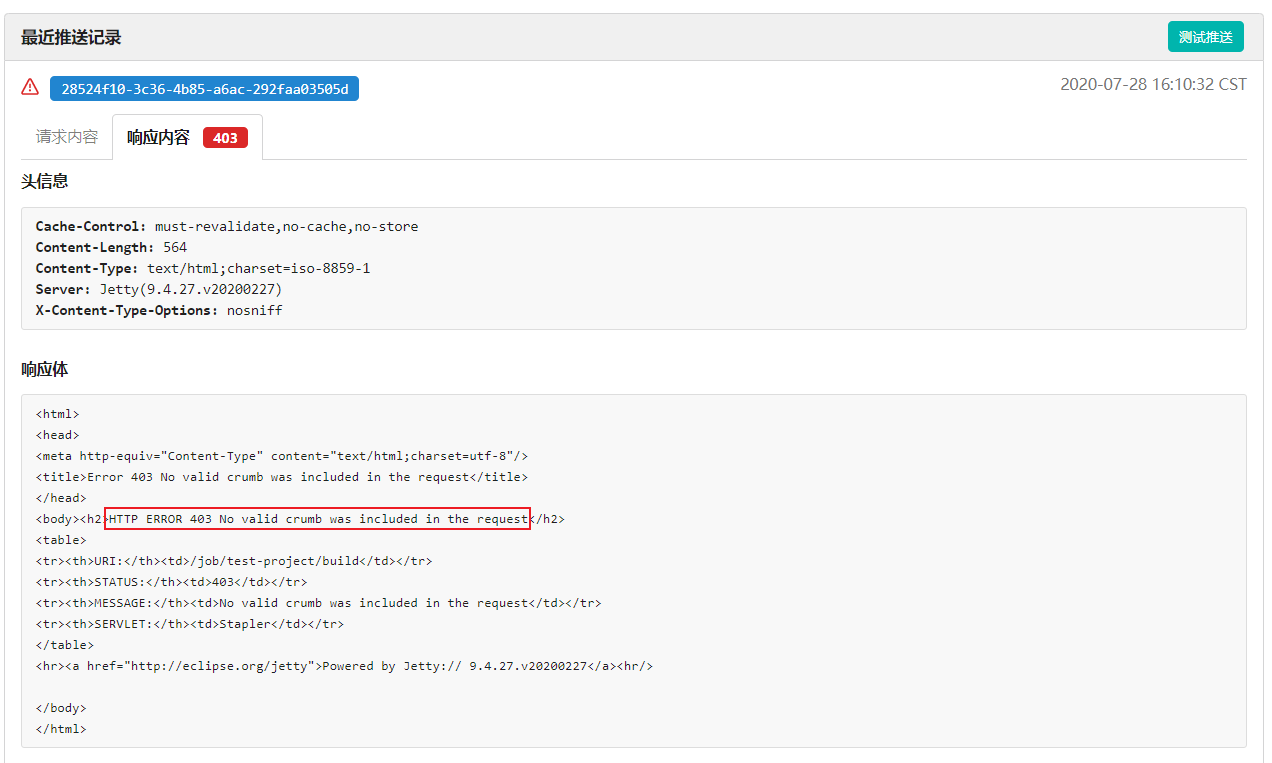 最近推送记录
测试推送
28524f10-3c36-4b85-a6ac-292faa03505d
2020-07-28 16:10:32 CST
请求内容
响应内容 403
头信息
Cache-Control: must-revalidate,no-cache,no-store
Content-Length: 564
Content-Type: text/html;charset=iso-8859-1
Server: Jetty(9.4.27.v20200227)
X-Content-Type-Options: nosniff
响应体
<html>
<head>
<meta http-equiv="Content-Type" content="text/html;charset=utf-8"/>
<title>Error 403 No valid crumb was included in the request</title>
</head>
<body><h2>HTTP ERROR 403 No valid crumb was included in the request</h2>
<table>
<tr><th>URI:</th><td>/job/test-project/build</td></tr>
<tr><th>STATUS:</th><td>403</td></tr>
<tr><th>MESSAGE:</th><td>No valid crumb was included in the request</td></tr>
<tr><th>SERVLET:</th><td>Stapler</td></tr>
</table>
<hr><a href="http://eclipse.org/jetty">Powered by Jetty:// 9.4.27.v20200227</a><hr/>
</body>
</html>